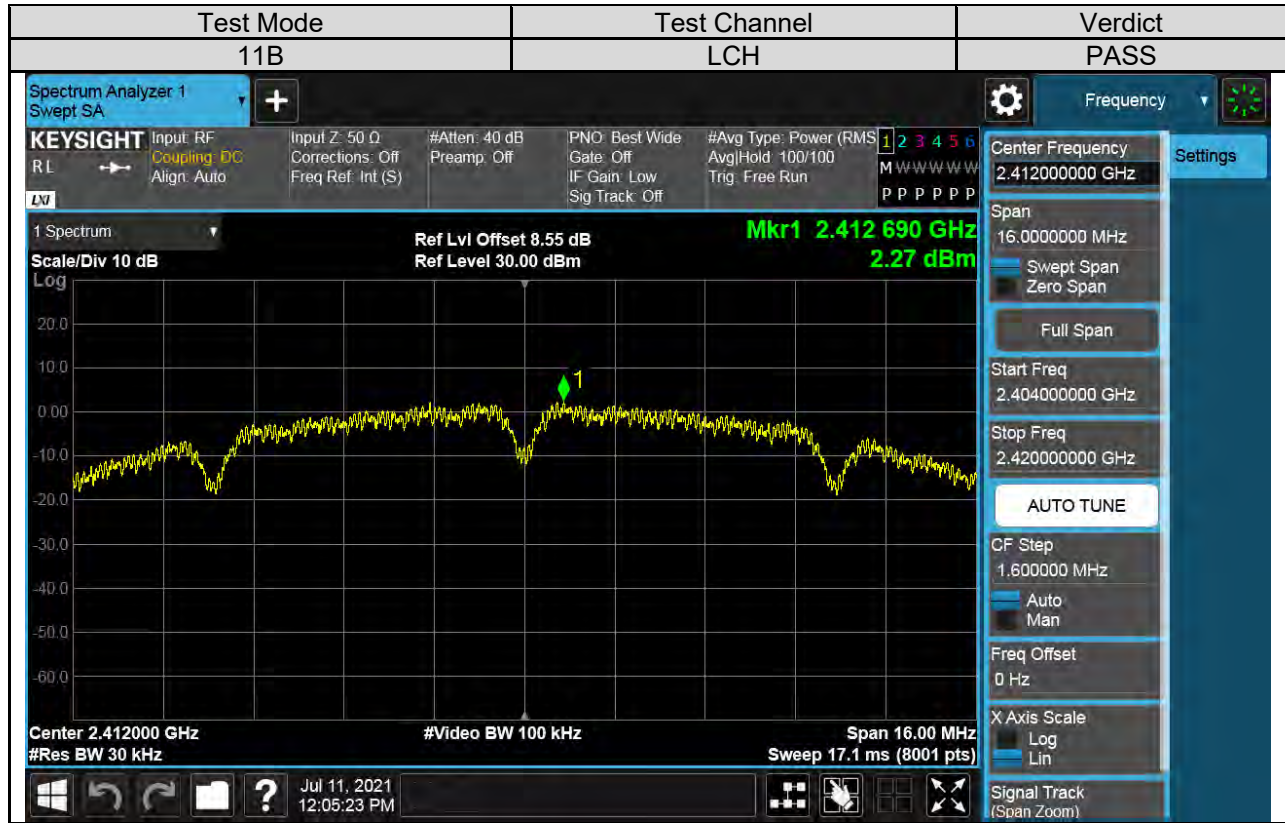 Test Mode Test Channel Verdict
11B LCH PASS
Spectrum Analyzer 1
Swept SA
+
Frequency
KEYSIGHT
R L
LXI
Input: RF
Coupling: DC
Align: Auto
Input Z: 50 Ω
Corrections: Off
Freq Ref: Int (S)
#Atten: 40 dB
Preamp: Off
PNO: Best Wide
Gate: Off
IF Gain: Low
Sig Track: Off
#Avg Type: Power (RMS
Avg|Hold: 100/100
Trig: Free Run
1 2 3 4 5 6
M W W W W W
P P P P P P
1 Spectrum
Scale/Div 10 dB
Log
Ref Lvl Offset 8.55 dB
Ref Level 30.00 dBm
Mkr1 2.412 690 GHz
2.27 dBm
20.0
10.0
0.00
-10.0
-20.0
-30.0
-40.0
-50.0
-60.0
1
Center 2.412000 GHz
#Res BW 30 kHz
#Video BW 100 kHz
Span 16.00 MHz
Sweep 17.1 ms (8001 pts)
Center Frequency
2.412000000 GHz
Settings
Span
16.0000000 MHz
Swept Span
Zero Span
Full Span
Start Freq
2.404000000 GHz
Stop Freq
2.420000000 GHz
AUTO TUNE
CF Step
1.600000 MHz
Auto
Man
Freq Offset
0 Hz
X Axis Scale
Log
Lin
Signal Track
(Span Zoom)
?
Jul 11, 2021
12:05:23 PM